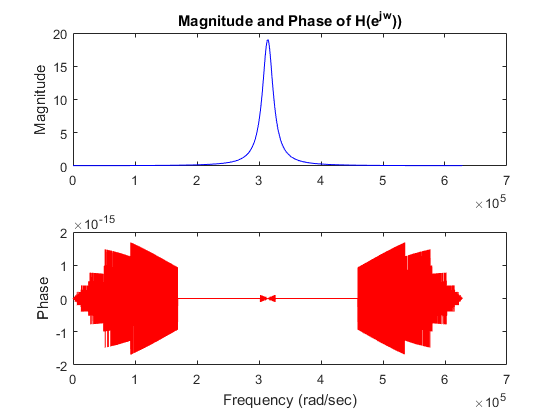 Magnitude and Phase of H(e^jw))
Magnitude
20
15
10
5
0
0 1 2 3 4 5 6 7
×10^5
×10^-15
Phase
2
1
0
-1
-2
0 1 2 3 4 5 6 7
Frequency (rad/sec)
×10^5